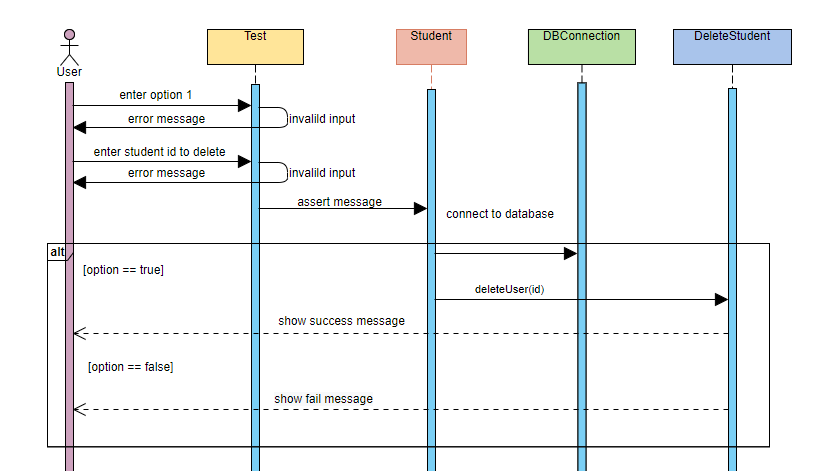 Test
Student
DBConnection
DeleteStudent
User
enter option 1
error message
invalild input
enter student id to delete
error message
invalild input
assert message
connect to database
alt
[option == true]
deleteUser(id)
show success message
[option == false]
show fail message